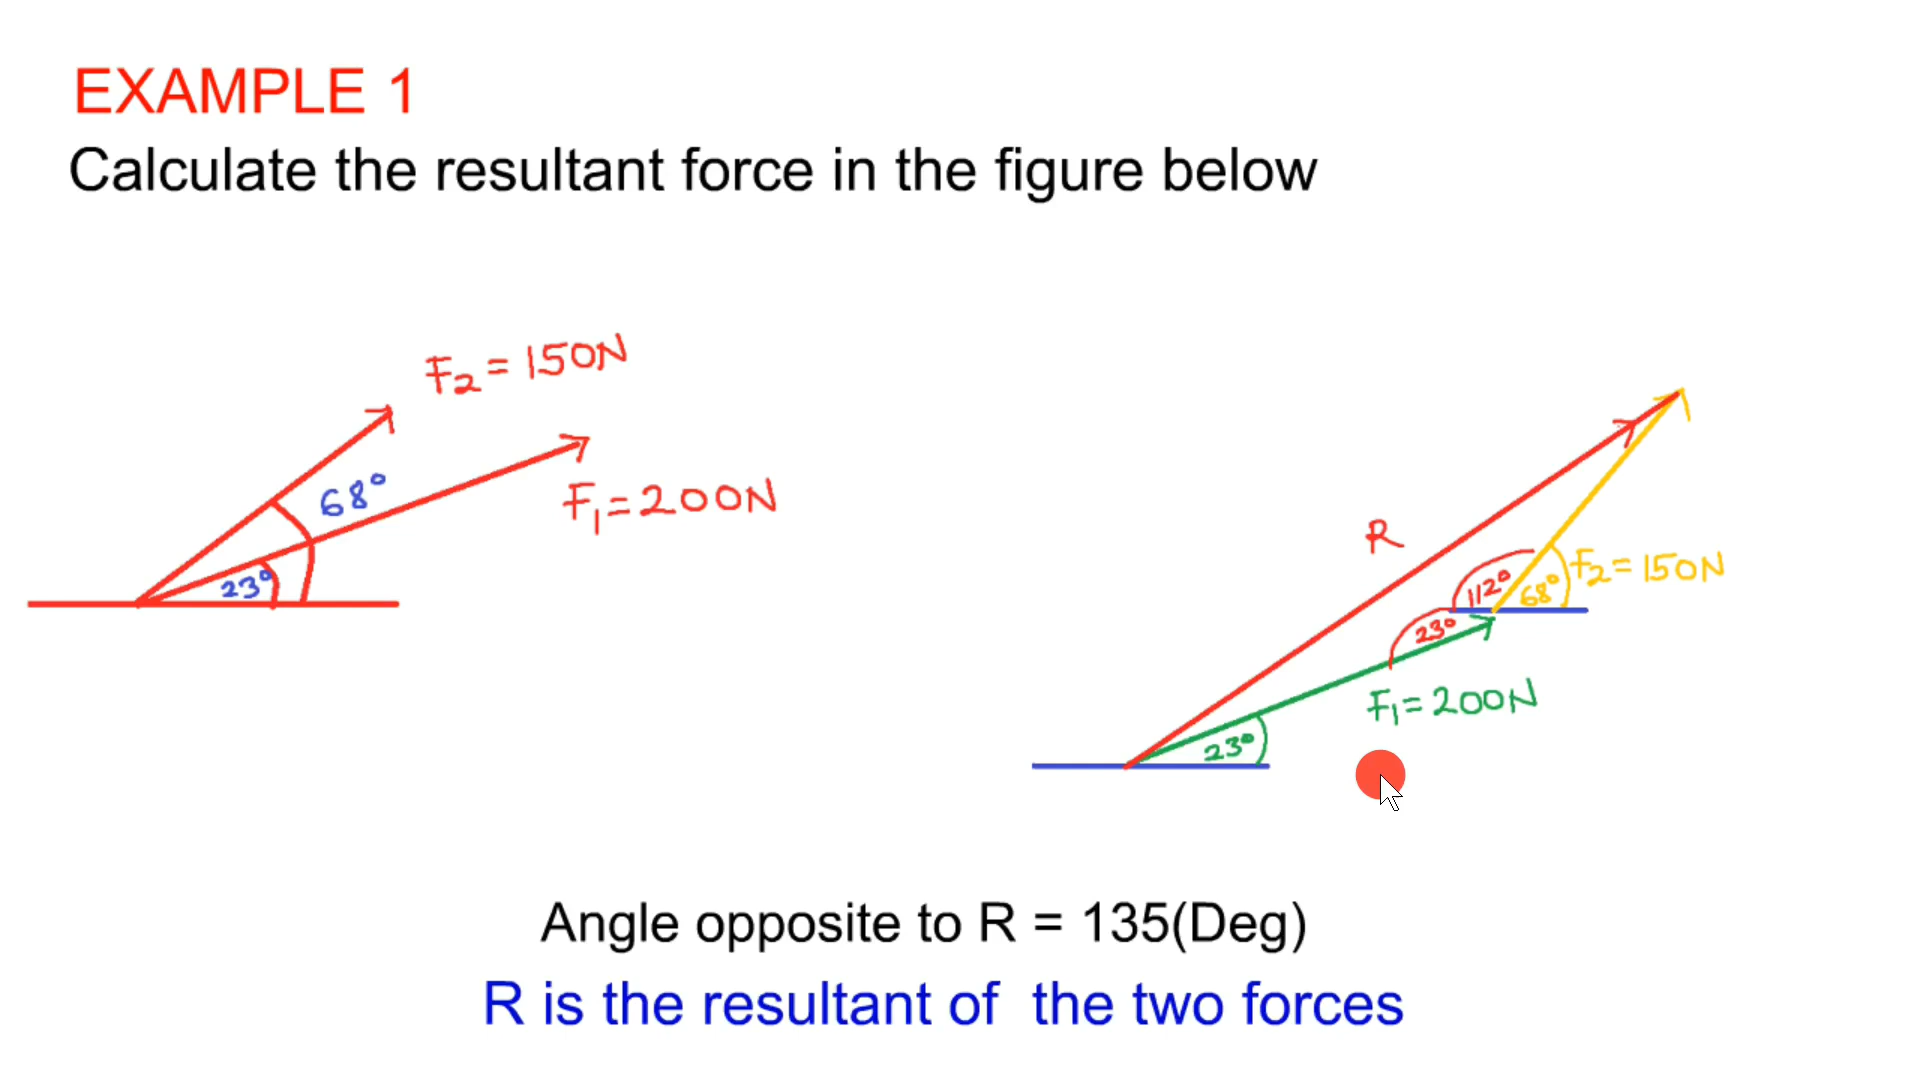 EXAMPLE 1
Calculate the resultant force in the figure below
F₂ = 150N
68°
F₁ = 200N
23°
R
112°
68°
F₂ = 150N
23°
F₁ = 200N
23°
Angle opposite to R = 135(Deg)
R is the resultant of the two forces